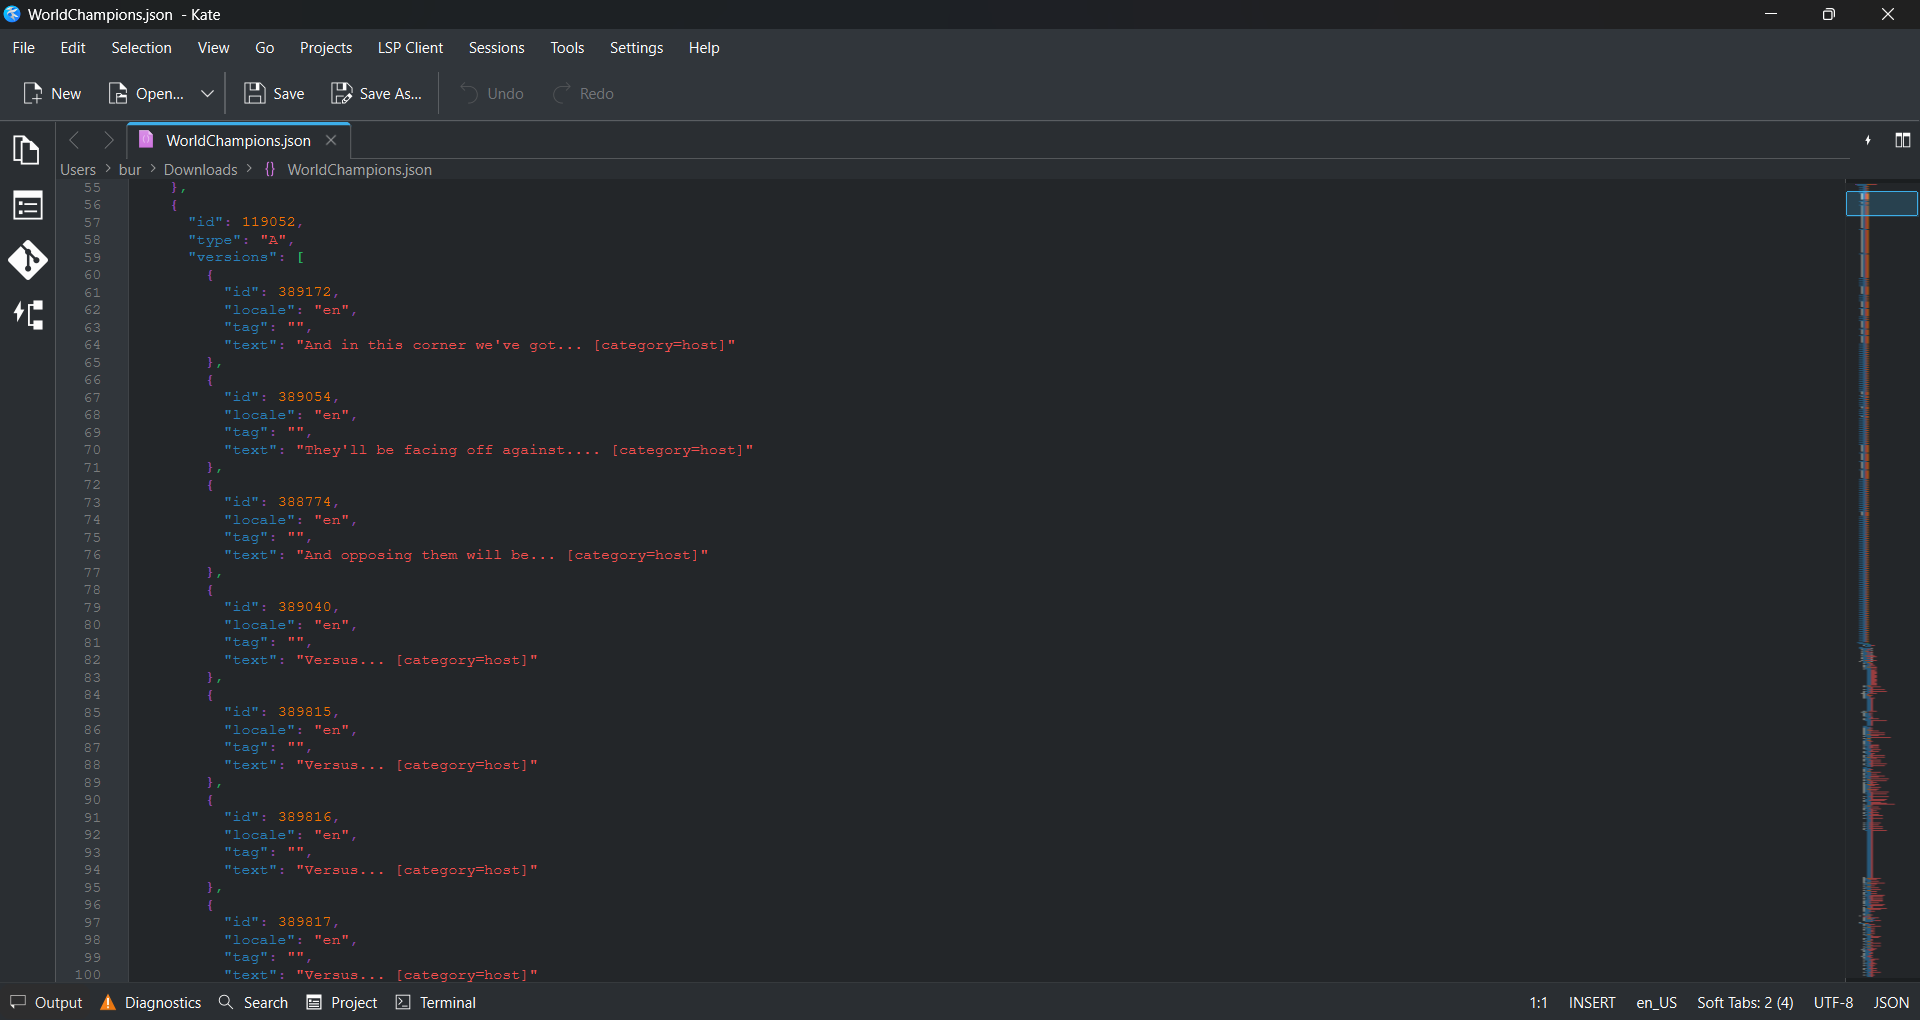 WorldChampions.json - Kate
File Edit Selection View Go Projects LSP Client Sessions Tools Settings Help
New Open... Save Save As... Undo Redo
WorldChampions.json
Users > bur > Downloads > {} WorldChampions.json
55 },
56 {
57 "id": 119052,
58 "type": "A",
59 "versions": [
60 {
61 "id": 389172,
62 "locale": "en",
63 "tag": "",
64 "text": "And in this corner we've got... [category=host]"
65 },
66 {
67 "id": 389054,
68 "locale": "en",
69 "tag": "",
70 "text": "They'll be facing off against.... [category=host]"
71 },
72 {
73 "id": 388774,
74 "locale": "en",
75 "tag": "",
76 "text": "And opposing them will be... [category=host]"
77 },
78 {
79 "id": 389040,
80 "locale": "en",
81 "tag": "",
82 "text": "Versus... [category=host]"
83 },
84 {
85 "id": 389815,
86 "locale": "en",
87 "tag": "",
88 "text": "Versus... [category=host]"
89 },
90 {
91 "id": 389816,
92 "locale": "en",
93 "tag": "",
94 "text": "Versus... [category=host]"
95 },
96 {
97 "id": 389817,
98 "locale": "en",
99 "tag": "",
100 "text": "Versus... [category=host]"
Output Diagnostics Search Project Terminal 1:1 INSERT en_US Soft Tabs: 2 (4) UTF-8 JSON